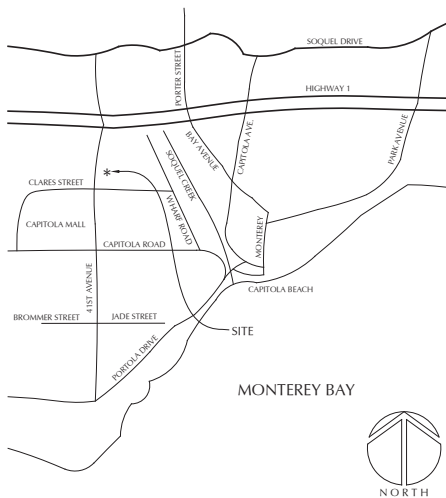 SOQUEL DRIVE
PORTER STREET
HIGHWAY 1
BAY AVENUE
CAPITOLA AVE.
PARK AVENUE
SOQUEL CREEK
*
CLARES STREET
WHARF ROAD
CAPITOLA MALL
MONTEREY
CAPITOLA ROAD
41ST AVENUE
CAPITOLA BEACH
BROMMER STREET
JADE STREET
SITE
PORTOLA DRIVE
MONTEREY BAY
NORTH